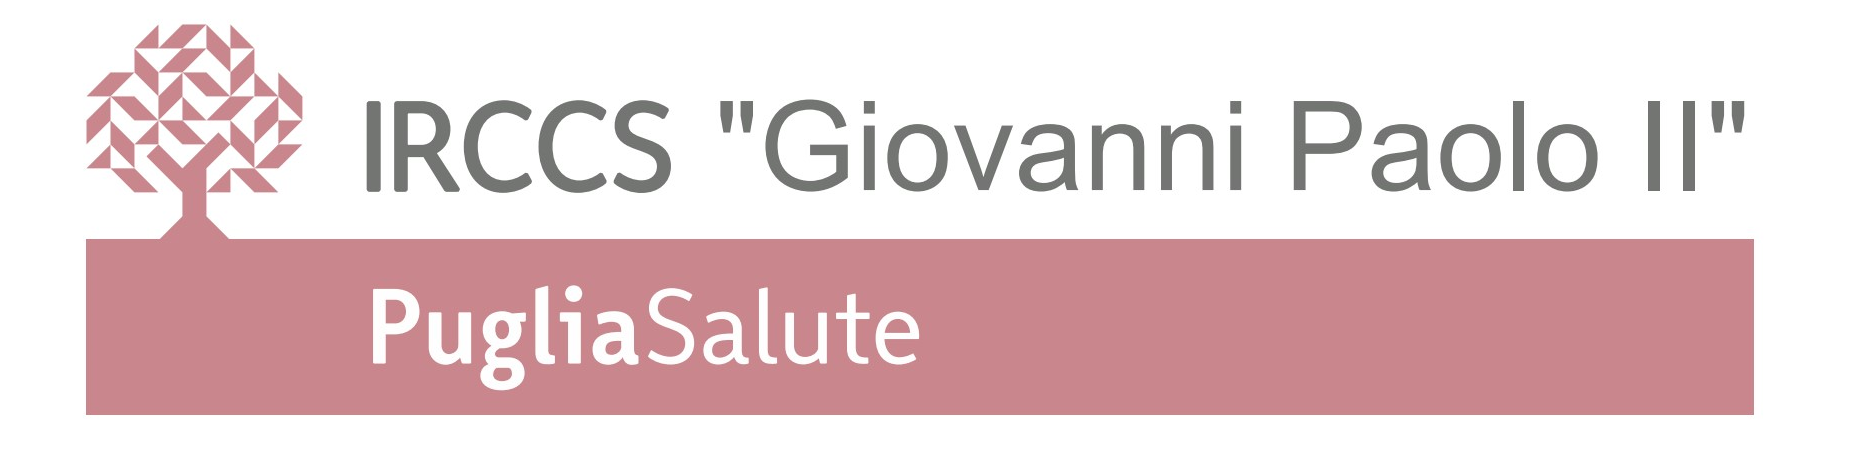 IRCCS "Giovanni Paolo II"
PugliaSalute